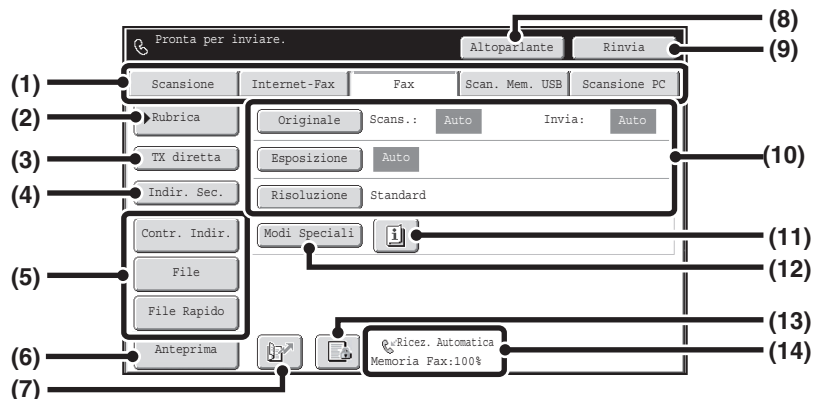 (8)
Pronta per inviare.
Altoparlante
Rinvia
(9)
(1)
Scansione
Internet-Fax
Fax
Scan. Mem. USB
Scansione PC
(2)
Rubrica
Originale
Scans.:
Auto
Invia:
Auto
(10)
(3)
TX diretta
Esposizione
Auto
(4)
Indir. Sec.
Risoluzione
Standard
(5)
Contr. Indir.
File
File Rapido
Modi Speciali
(11)
(12)
(13)
(6)
Anteprima
Ricez. Automatica
Memoria Fax:100%
(14)
(7)